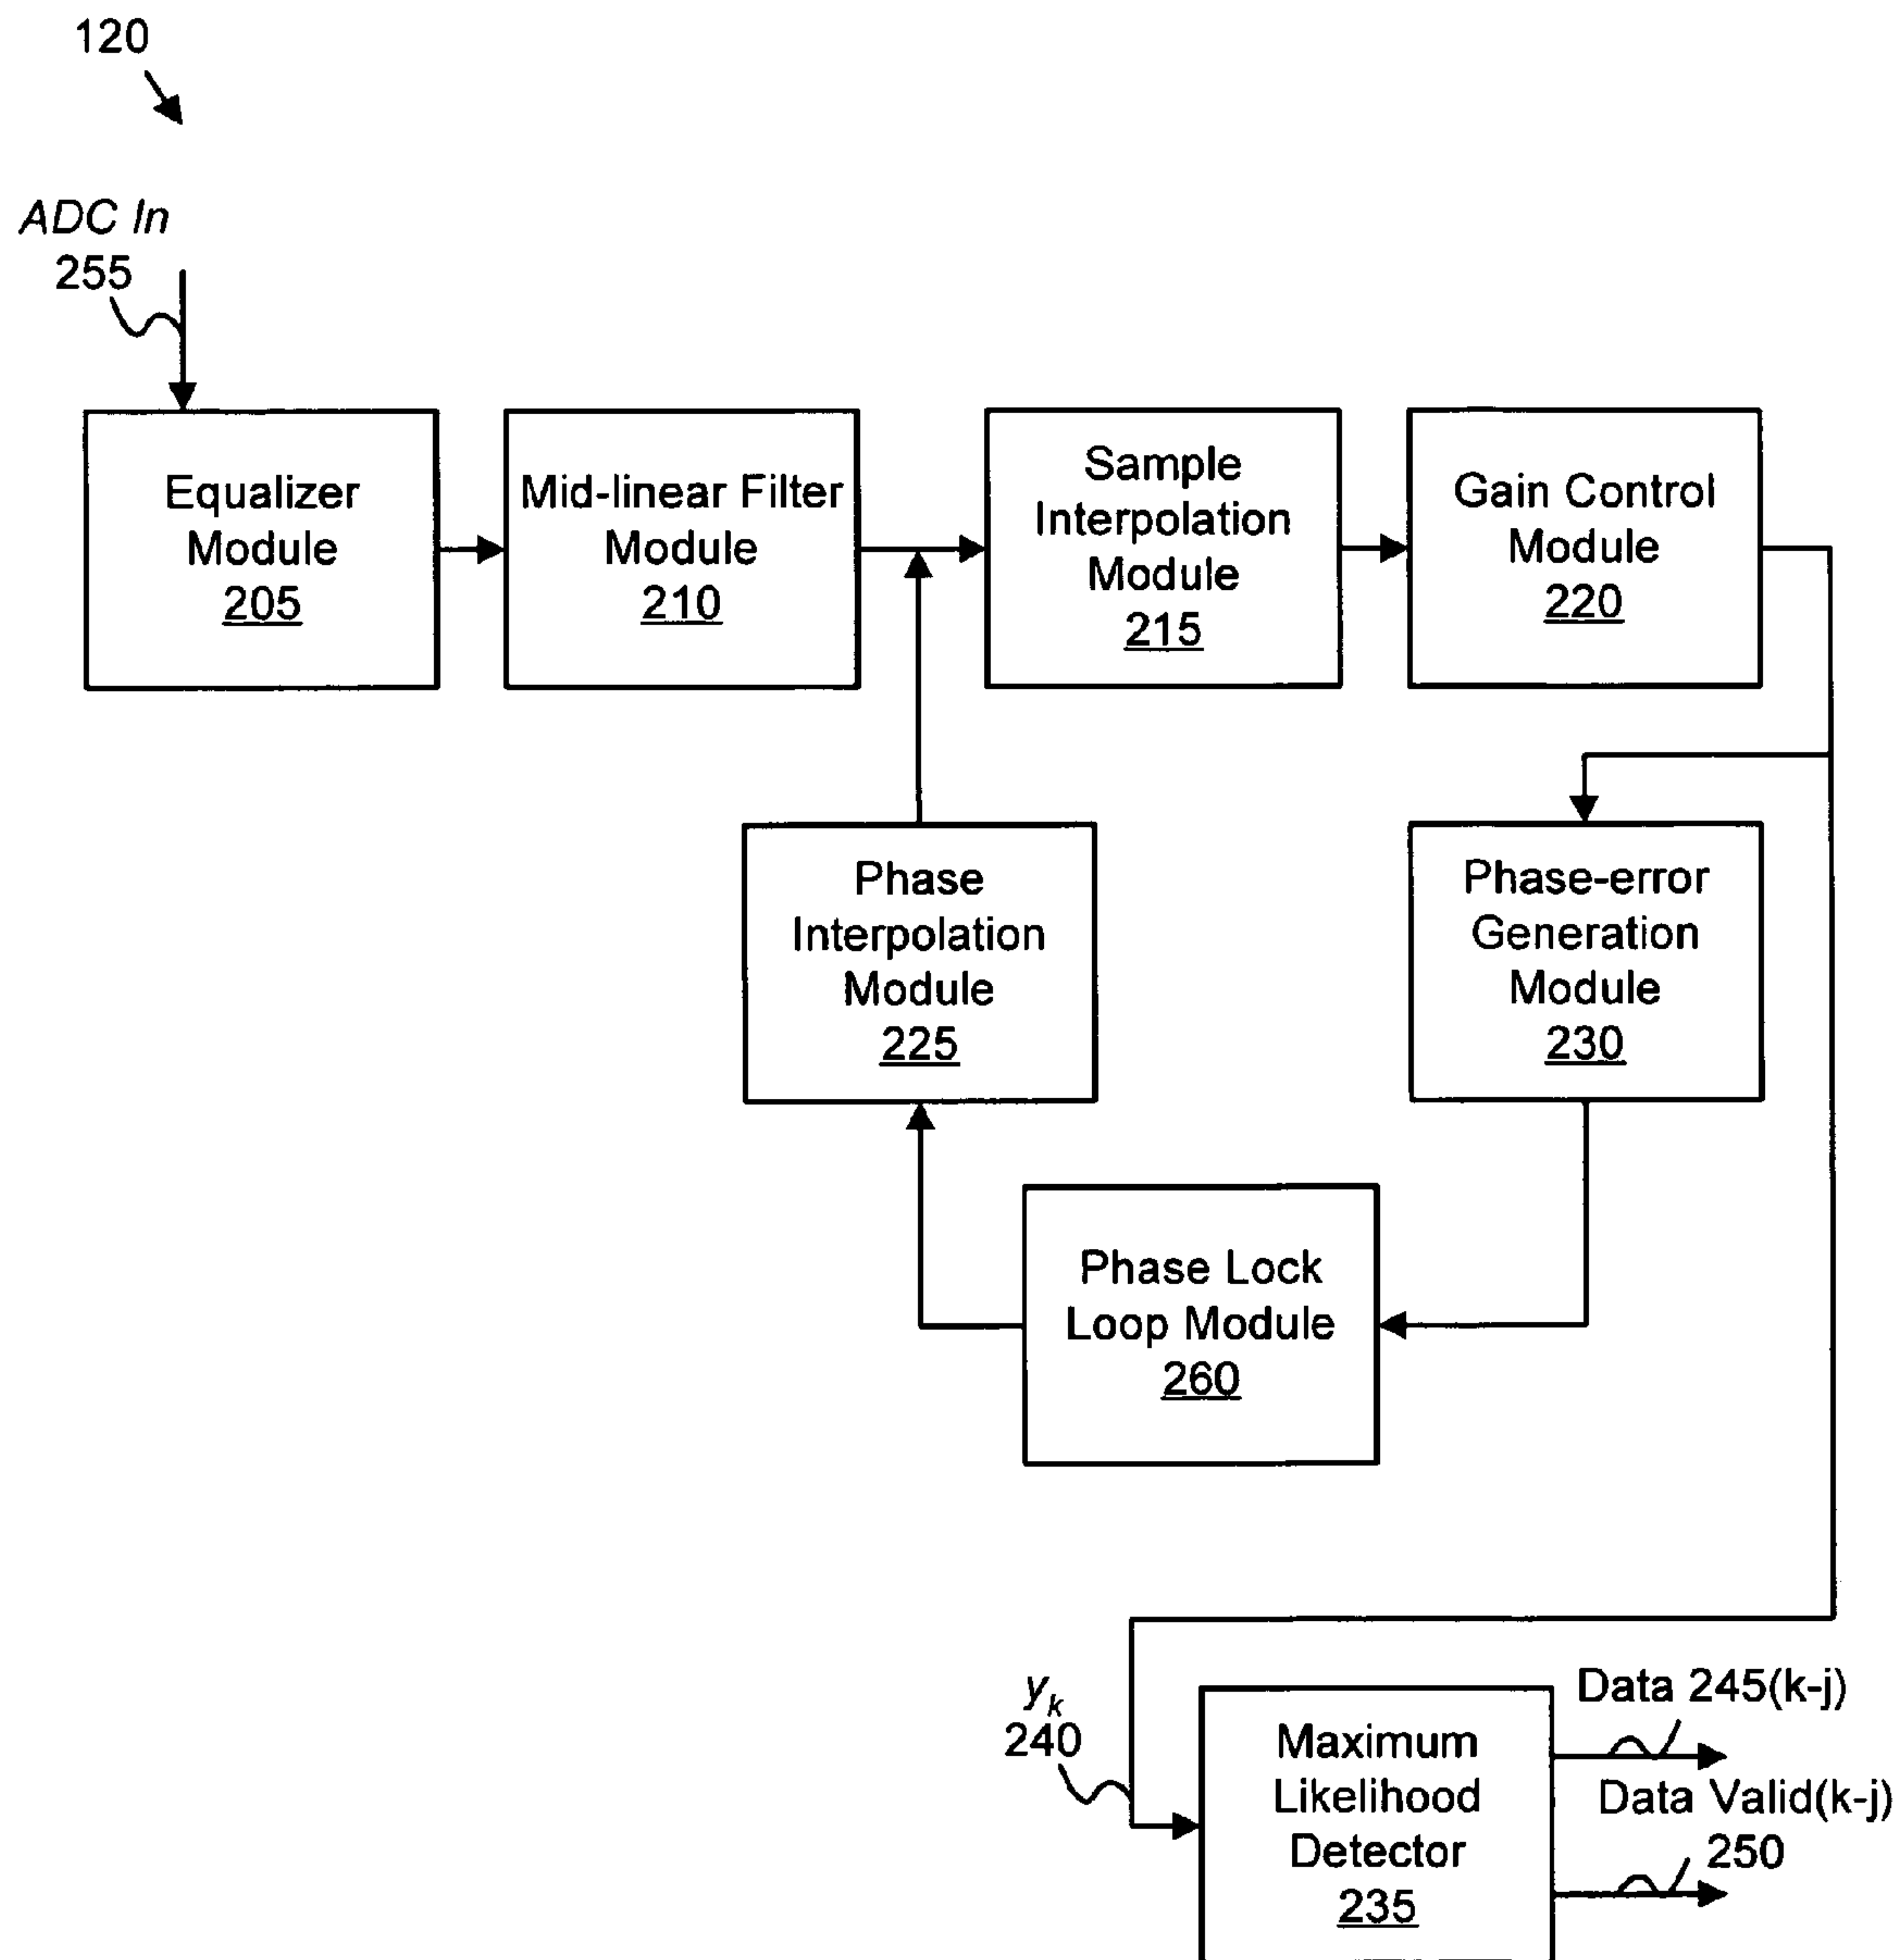 120
ADC In
255
Equalizer
Module
205
Mid-linear Filter
Module
210
Sample
Interpolation
Module
215
Gain Control
Module
220
Phase
Interpolation
Module
225
Phase-error
Generation
Module
230
Phase Lock
Loop Module
260
yk
240
Maximum
Likelihood
Detector
235
Data 245(k-j)
Data Valid(k-j)
250